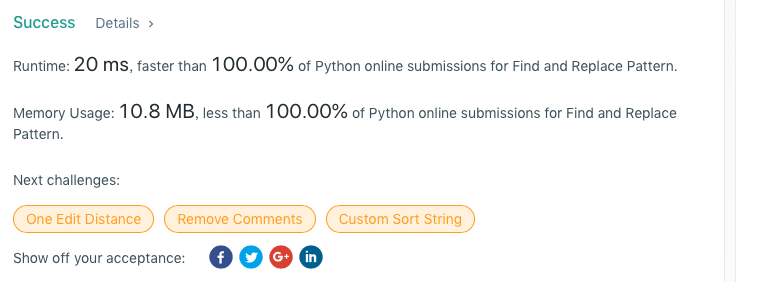 Success Details >
Runtime: 20 ms, faster than 100.00% of Python online submissions for Find and Replace Pattern.
Memory Usage: 10.8 MB, less than 100.00% of Python online submissions for Find and Replace
Pattern.
Next challenges:
One Edit Distance Remove Comments Custom Sort String
Show off your acceptance: f G+ in